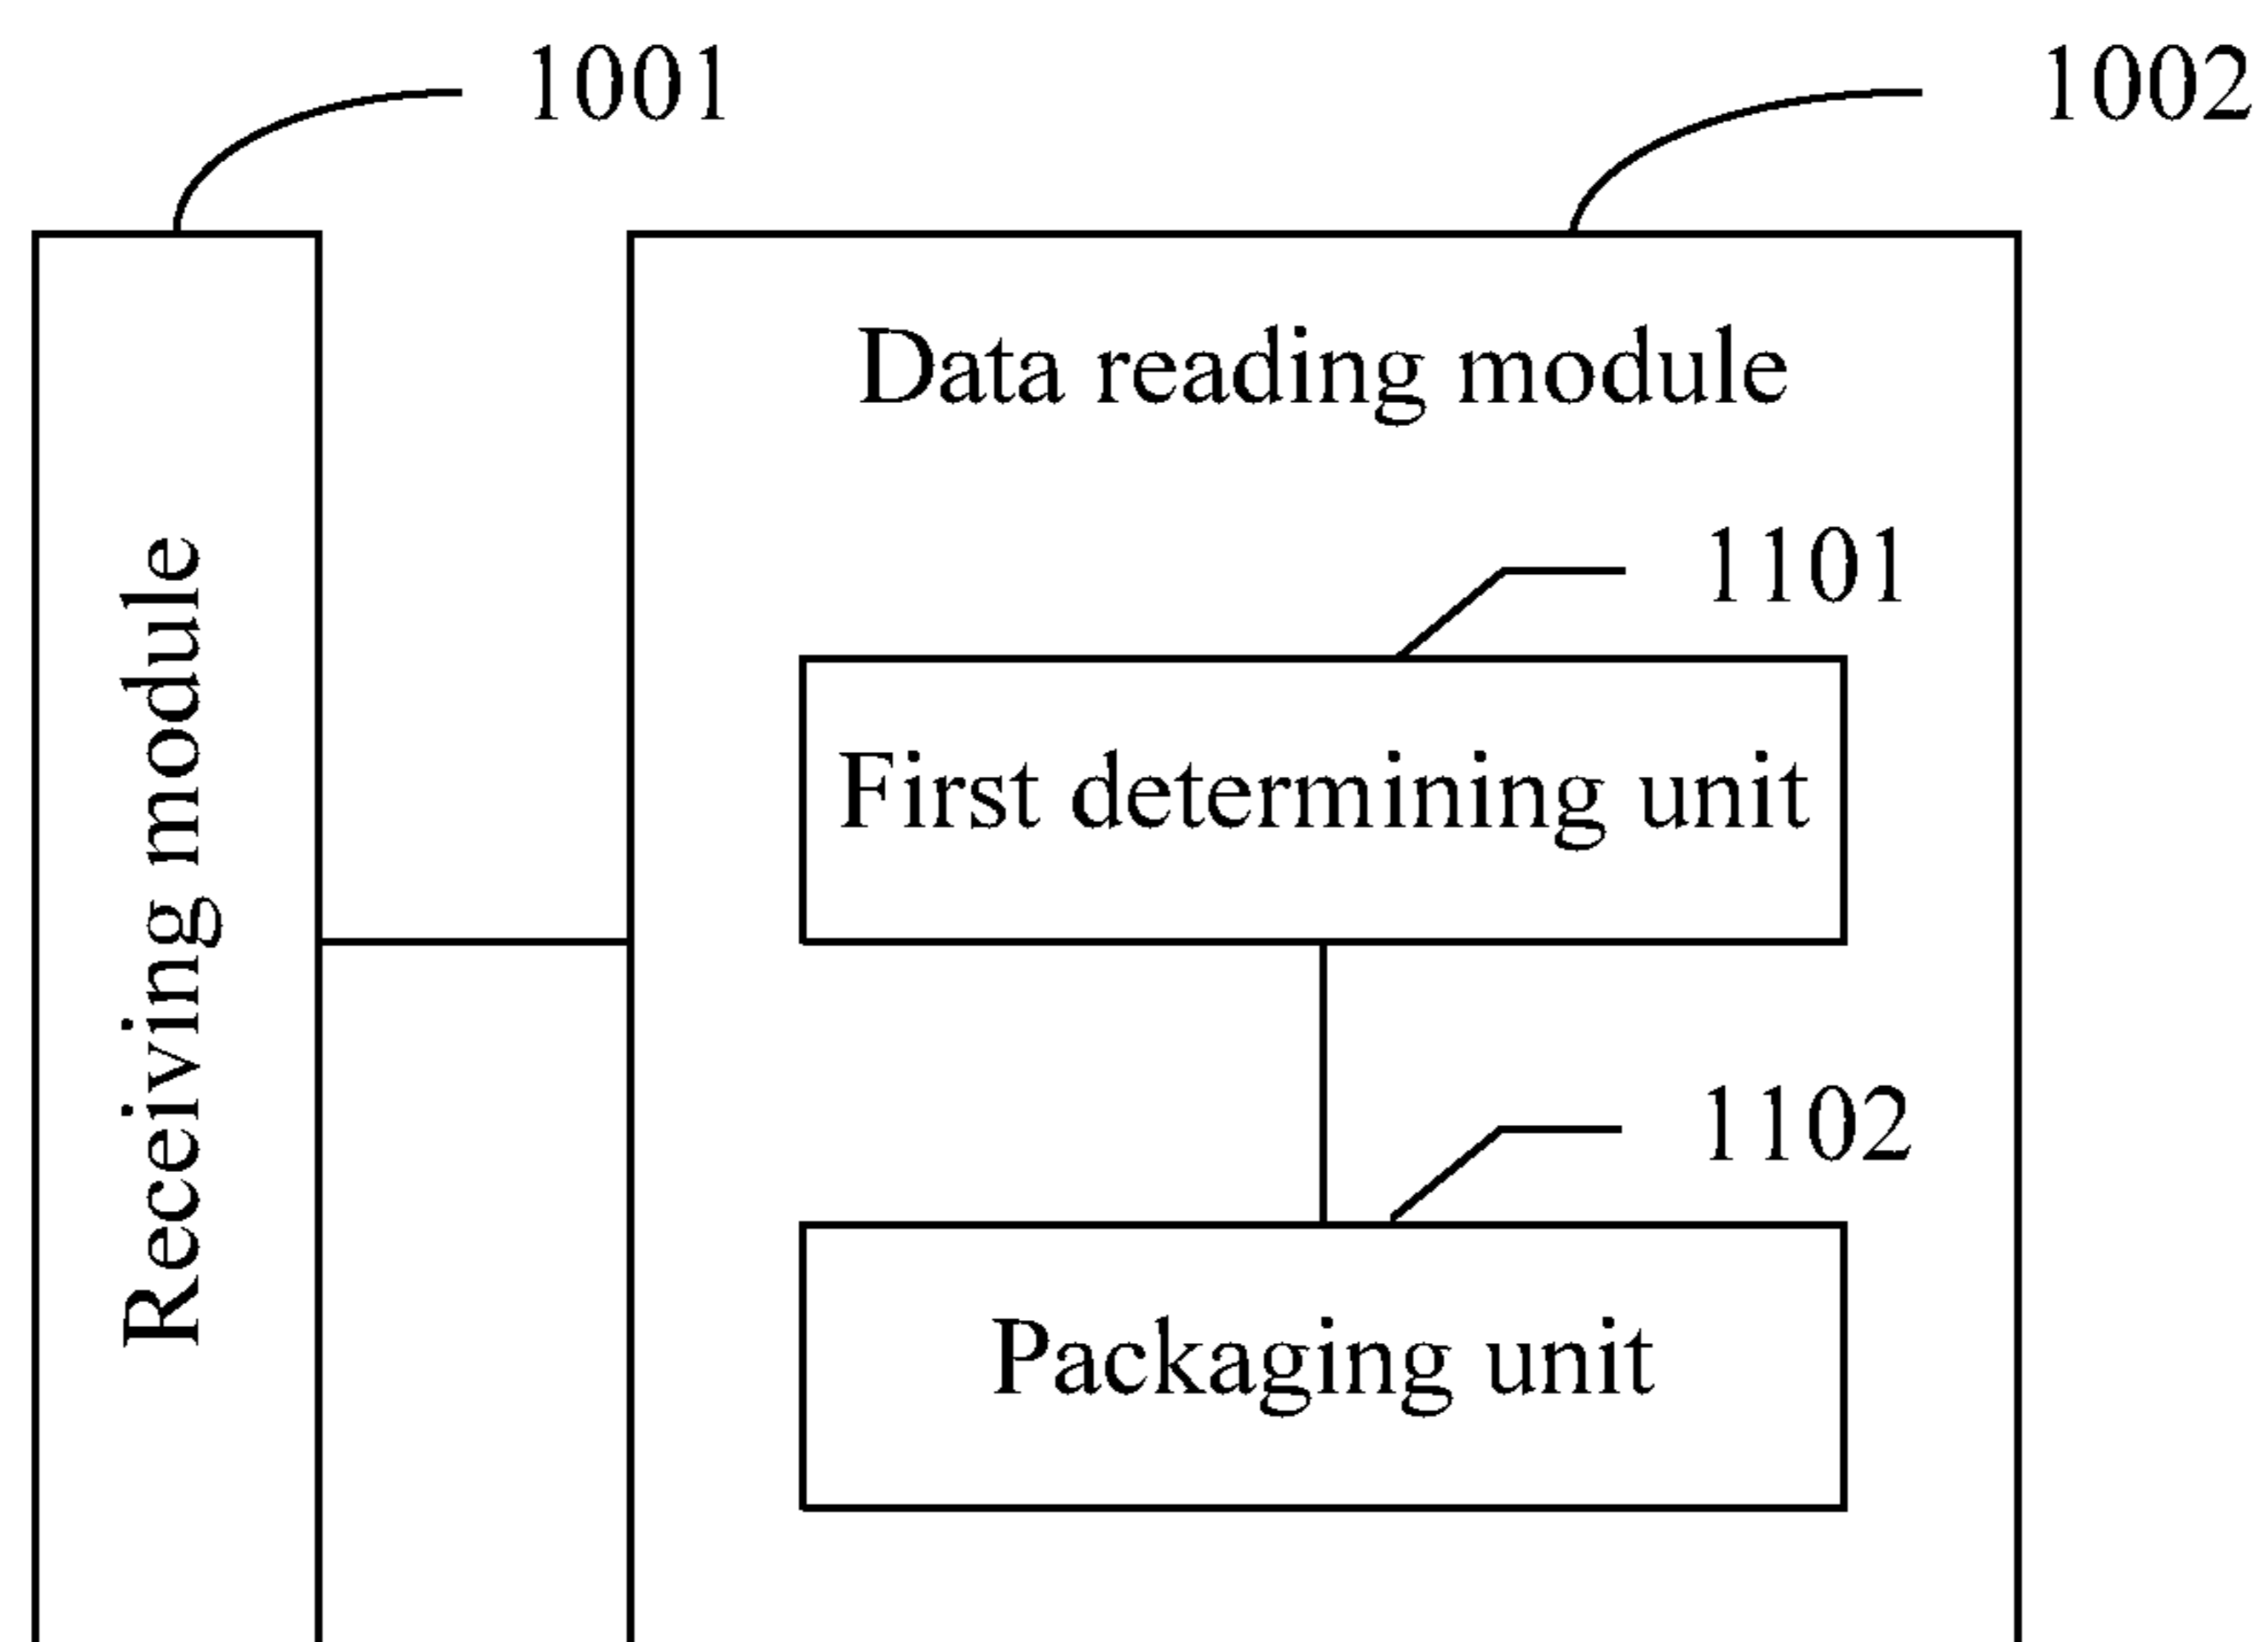 1001
1002
Receiving module
Data reading module
1101
First determining unit
1102
Packaging unit